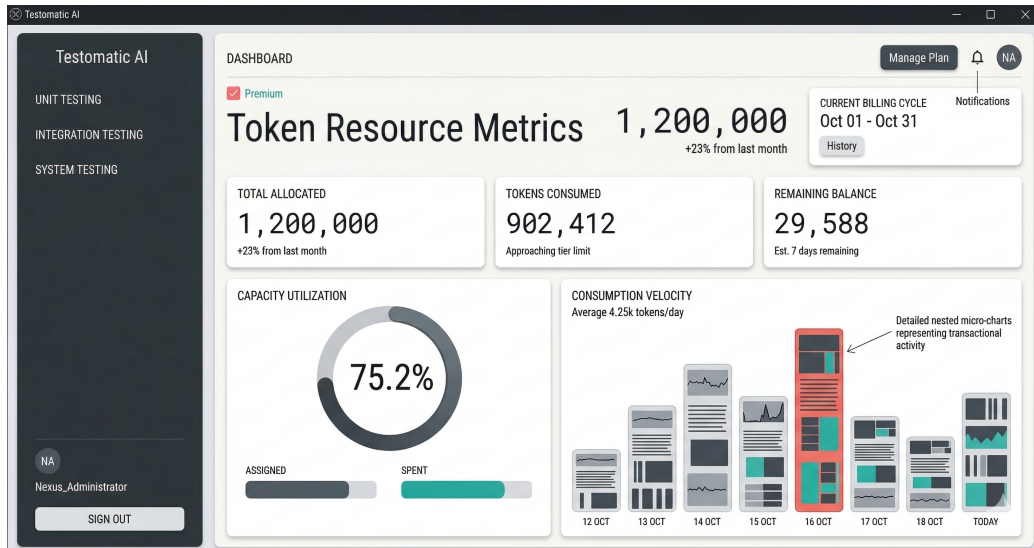 Testomatic AI
Testomatic AI
UNIT TESTING
INTEGRATION TESTING
SYSTEM TESTING
NA
Nexus_Administrator
SIGN OUT
DASHBOARD
Manage Plan
NA
Notifications
Premium
Token Resource Metrics
1,200,000
+23% from last month
CURRENT BILLING CYCLE
Oct 01 - Oct 31
History
TOTAL ALLOCATED
1,200,000
+23% from last month
TOKENS CONSUMED
902,412
Approaching tier limit
REMAINING BALANCE
29,588
Est. 7 days remaining
CAPACITY UTILIZATION
75.2%
ASSIGNED
SPENT
CONSUMPTION VELOCITY
Average 4.25k tokens/day
Detailed nested micro-charts
representing transactional
activity
12 OCT
13 OCT
14 OCT
15 OCT
16 OCT
17 OCT
18 OCT
TODAY